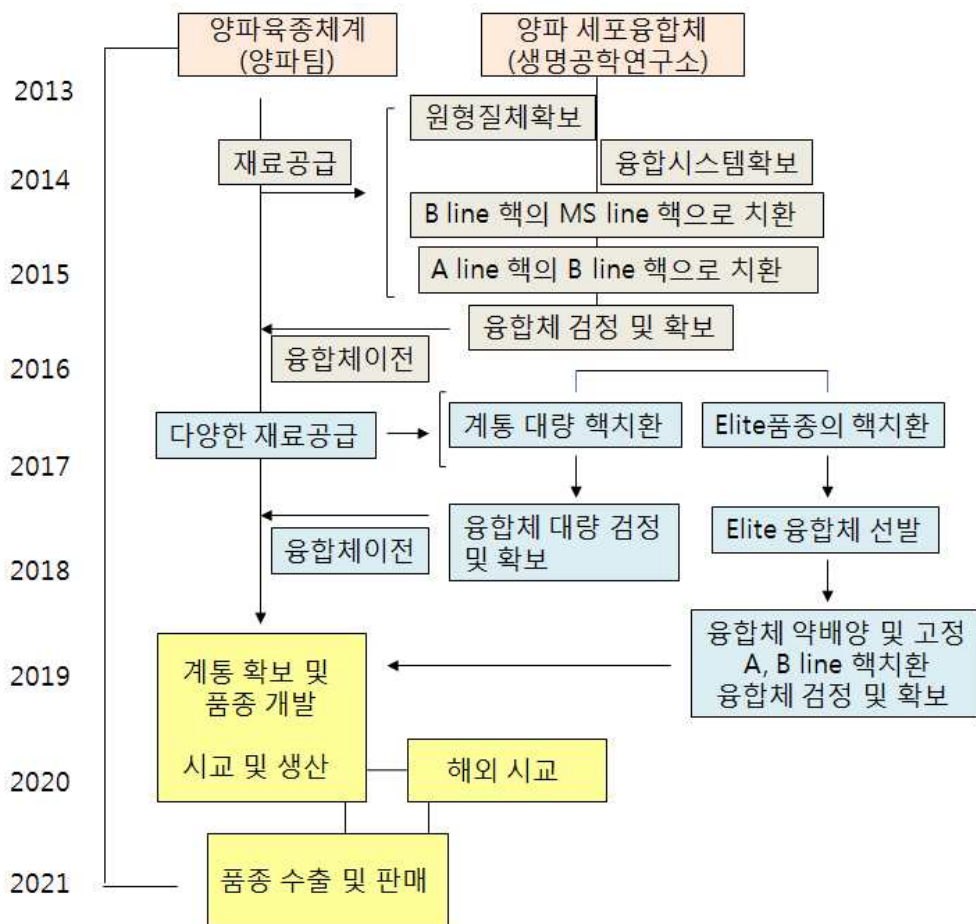 양파육종체계
(양파팀)
양파 세포융합체
(생명공학연구소)
2013
원형질체확보
재료공급
융합시스템확보
2014
B line 핵의 MS line 핵으로 치환
A line 핵의 B line 핵으로 치환
2015
융합체 검정 및 확보
융합체이전
2016
다양한 재료공급
계통 대량 핵치환
Elite품종의 핵치환
2017
융합체 대량 검정
및 확보
Elite 융합체 선발
융합체이전
2018
융합체 약배양 및 고정
A, B line 핵치환
융합체 검정 및 확보
계통 확보 및
품종 개발
2019
시교 및 생산
해외 시교
2020
품종 수출 및 판매
2021